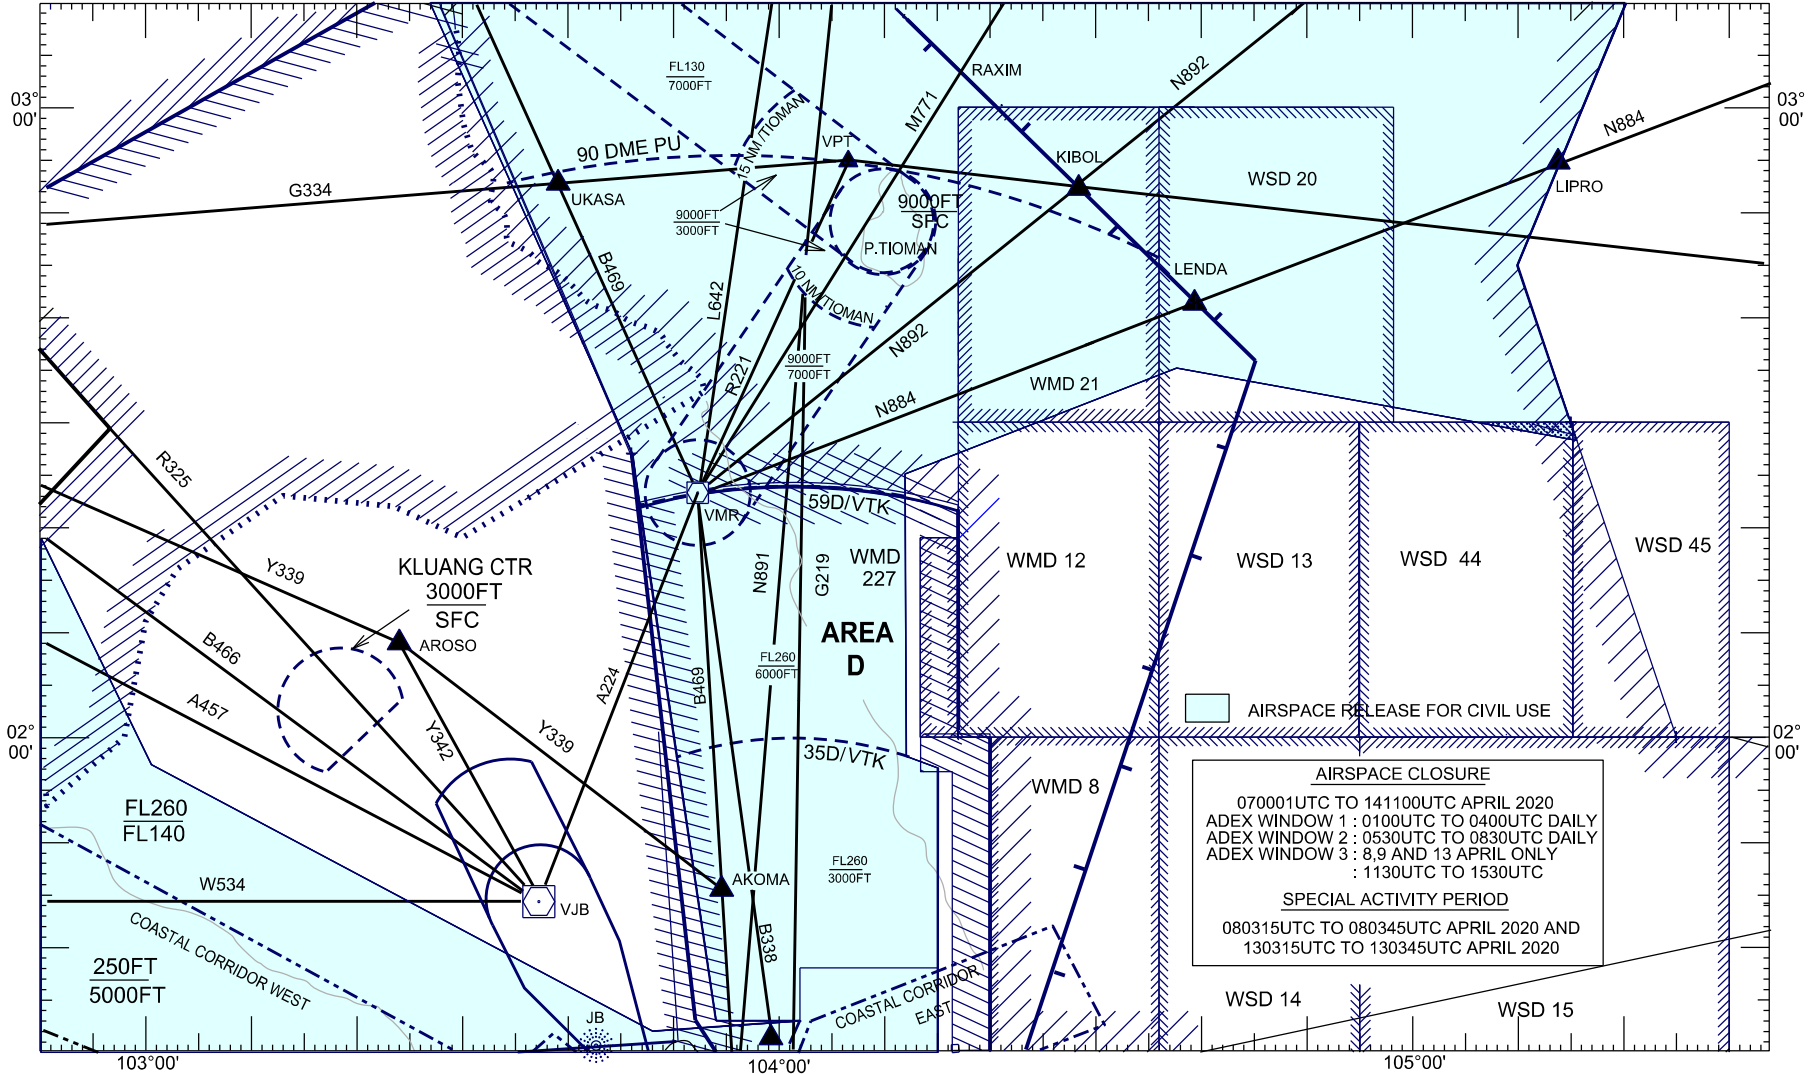 FL130
7000FT
RAXIM
N892
03°
00'
03°
00'
M771
N884
15 NM /TIOMAN
VPT
90 DME PU
KIBOL
WSD 20
LIPRO
G334
UKASA
9000FT
3000FT
9000FT
SFC
P.TIOMAN
B469
L642
10 NM/TIOMAN
LENDA
N892
R221
9000FT
7000FT
WMD 21
N884
R325
59D/VTK
VMR
Y339
KLUANG CTR
3000FT
SFC
N891
G219
WMD
227
WMD 12
WSD 13
WSD 44
WSD 45
AROSO
B466
AREA
D
A224
B469
FL260
6000FT
A457
Y342
Y339
AIRSPACE RELEASE FOR CIVIL USE
02°
00'
02°
00'
35D/VTK
WMD 8
AIRSPACE CLOSURE
070001UTC TO 141100UTC APRIL 2020
ADEX WINDOW 1 : 0100UTC TO 0400UTC DAILY
ADEX WINDOW 2 : 0530UTC TO 0830UTC DAILY
ADEX WINDOW 3 : 8,9 AND 13 APRIL ONLY
: 1130UTC TO 1530UTC
SPECIAL ACTIVITY PERIOD
080315UTC TO 080345UTC APRIL 2020 AND
130315UTC TO 130345UTC APRIL 2020
FL260
FL140
W534
VJB
AKOMA
FL260
3000FT
B338
COASTAL CORRIDOR WEST
250FT
5000FT
COASTAL CORRIDOR
EAST
JB
WSD 14
WSD 15
103°00'
104°00'
105°00'